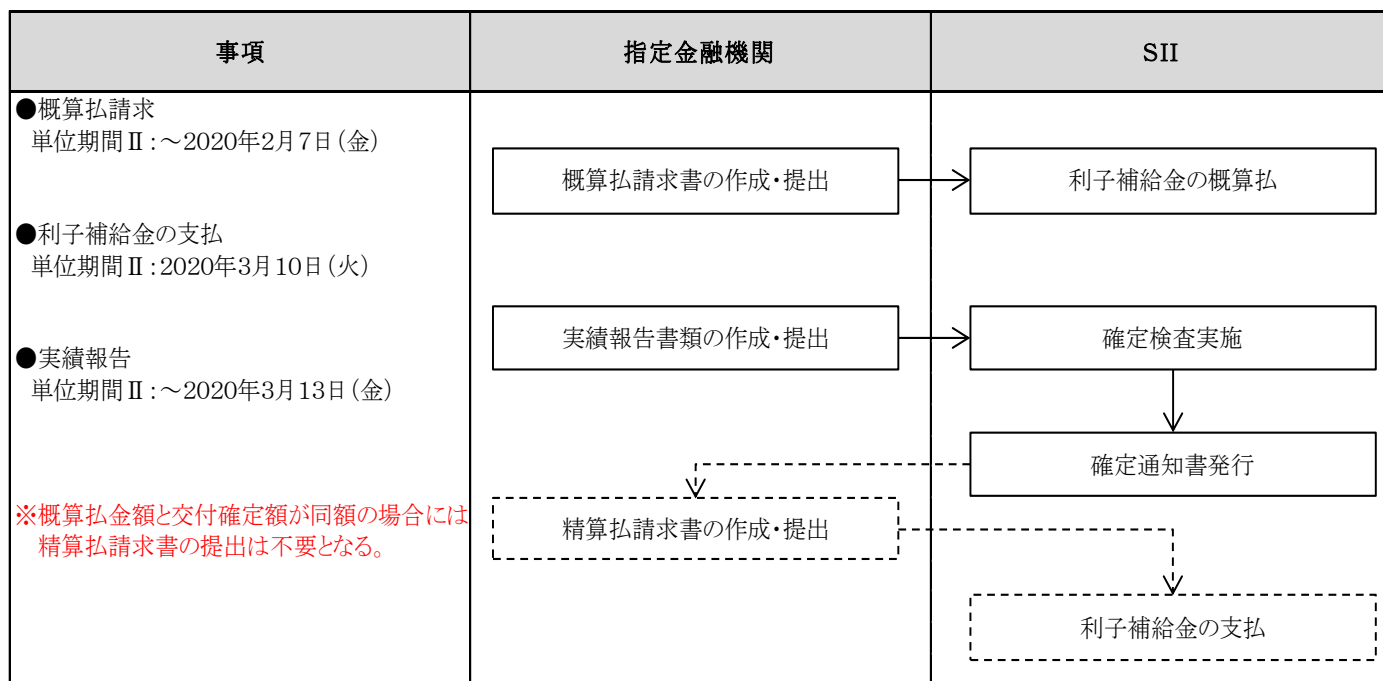 事項
指定金融機関
SII
●概算払請求
単位期間Ⅱ:～2020年2月7日(金)
概算払請求書の作成・提出
利子補給金の概算払
●利子補給金の支払
単位期間Ⅱ:2020年3月10日(火)
実績報告書類の作成・提出
確定検査実施
●実績報告
単位期間Ⅱ:～2020年3月13日(金)
確定通知書発行
※概算払金額と交付確定額が同額の場合には
精算払請求書の提出は不要となる。
精算払請求書の作成・提出
利子補給金の支払